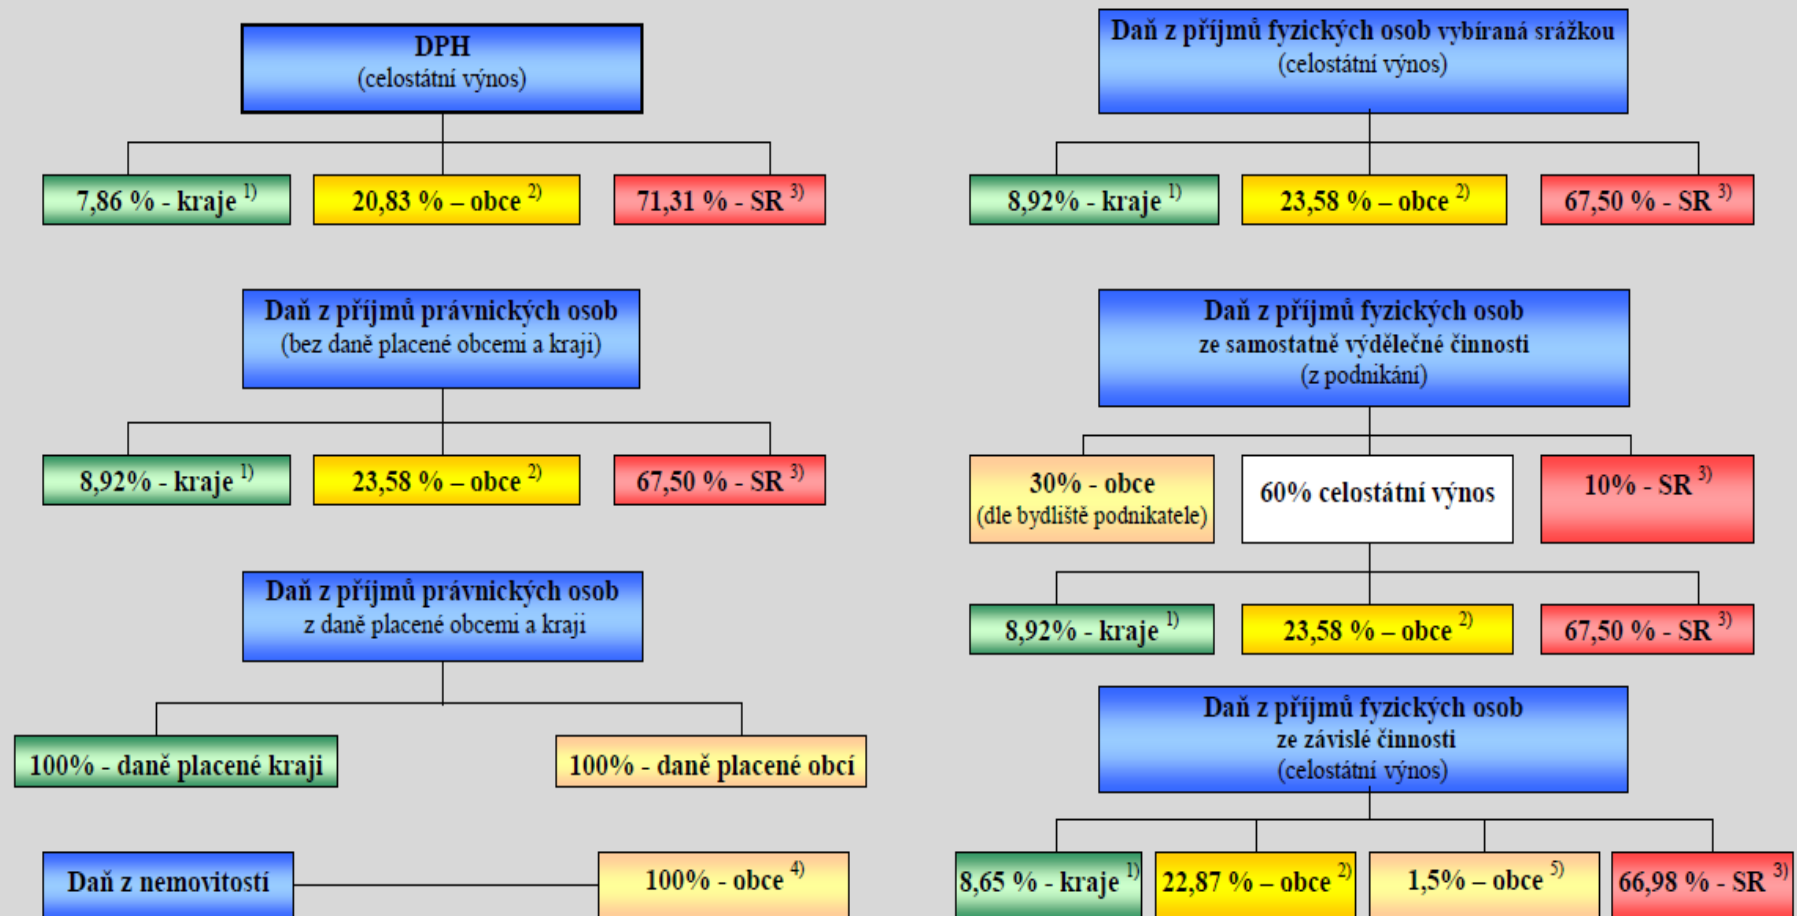 DPH
(celostátní výnos)
7,86 % - kraje 1)
20,83 % – obce 2)
71,31 % - SR 3)
Daň z příjmů právnických osob
(bez daně placené obcemi a kraji)
8,92% - kraje 1)
23,58 % – obce 2)
67,50 % - SR 3)
Daň z příjmů právnických osob
z daně placené obcemi a kraji
100% - daně placené kraji
100% - daně placené obcí
Daň z nemovitostí
100% - obce 4)
Daň z příjmů fyzických osob vybíraná srážkou
(celostátní výnos)
8,92% - kraje 1)
23,58 % – obce 2)
67,50 % - SR 3)
Daň z příjmů fyzických osob
ze samostatně výdělečné činnosti
(z podnikání)
30% - obce
(dle bydliště podnikatele)
60% celostátní výnos
10% - SR 3)
8,92% - kraje 1)
23,58 % – obce 2)
67,50 % - SR 3)
Daň z příjmů fyzických osob
ze závislé činnosti
(celostátní výnos)
8,65 % - kraje 1)
22,87 % – obce 2)
1,5% – obce 5)
66,98 % - SR 3)